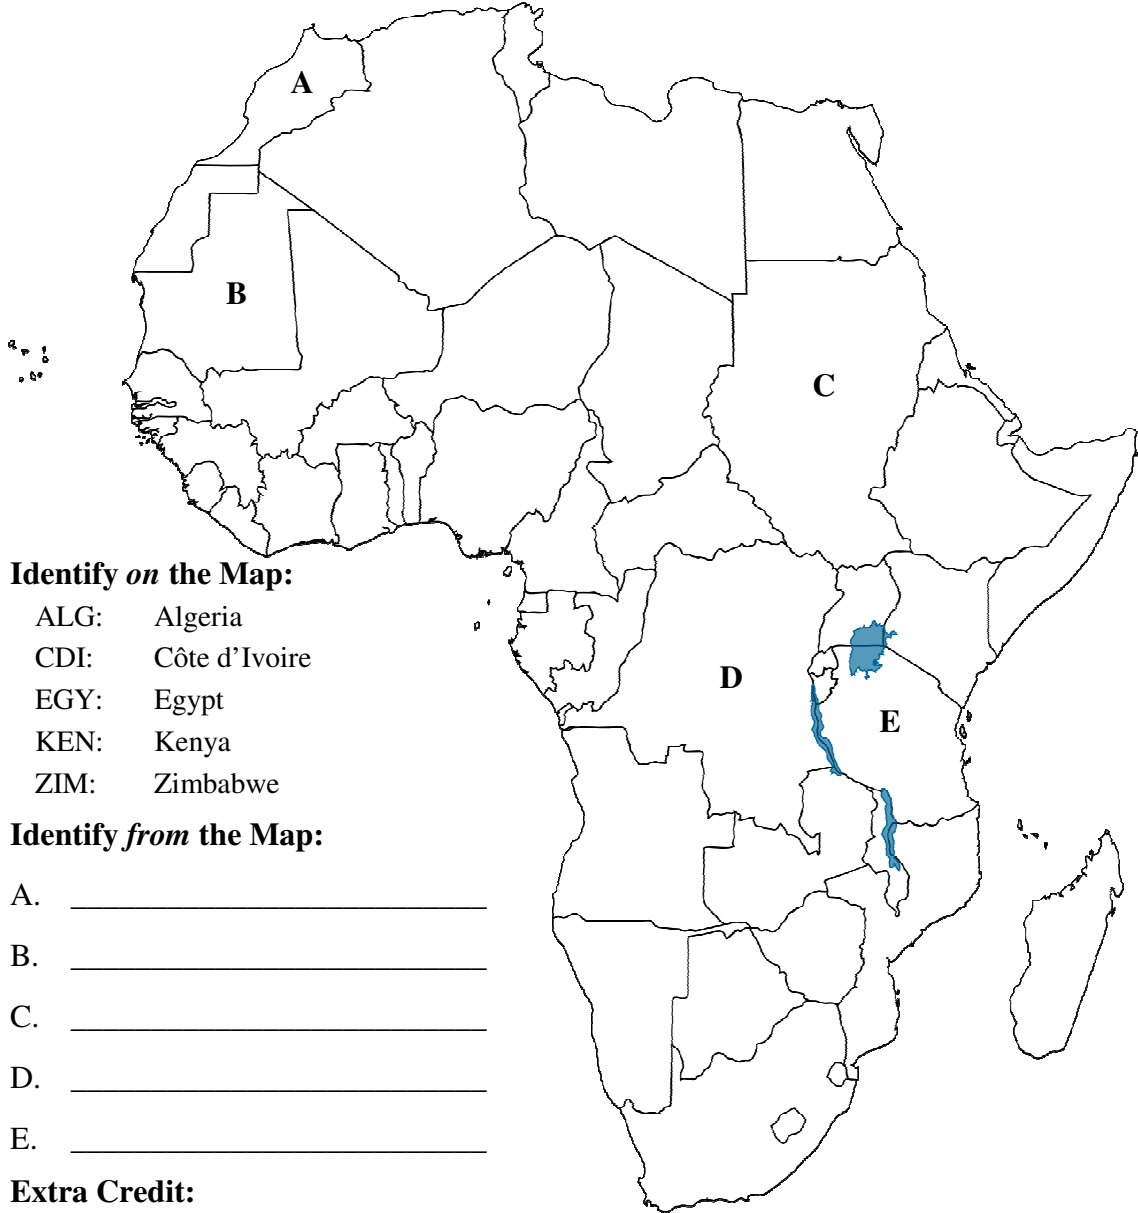 A
B
C
Identify on the Map:
ALG: Algeria
CDI: Côte d’Ivoire
EGY: Egypt
KEN: Kenya
ZIM: Zimbabwe
D
E
Identify from the Map:
A. ____________________________
B. ____________________________
C. ____________________________
D. ____________________________
E. ____________________________
Extra Credit: